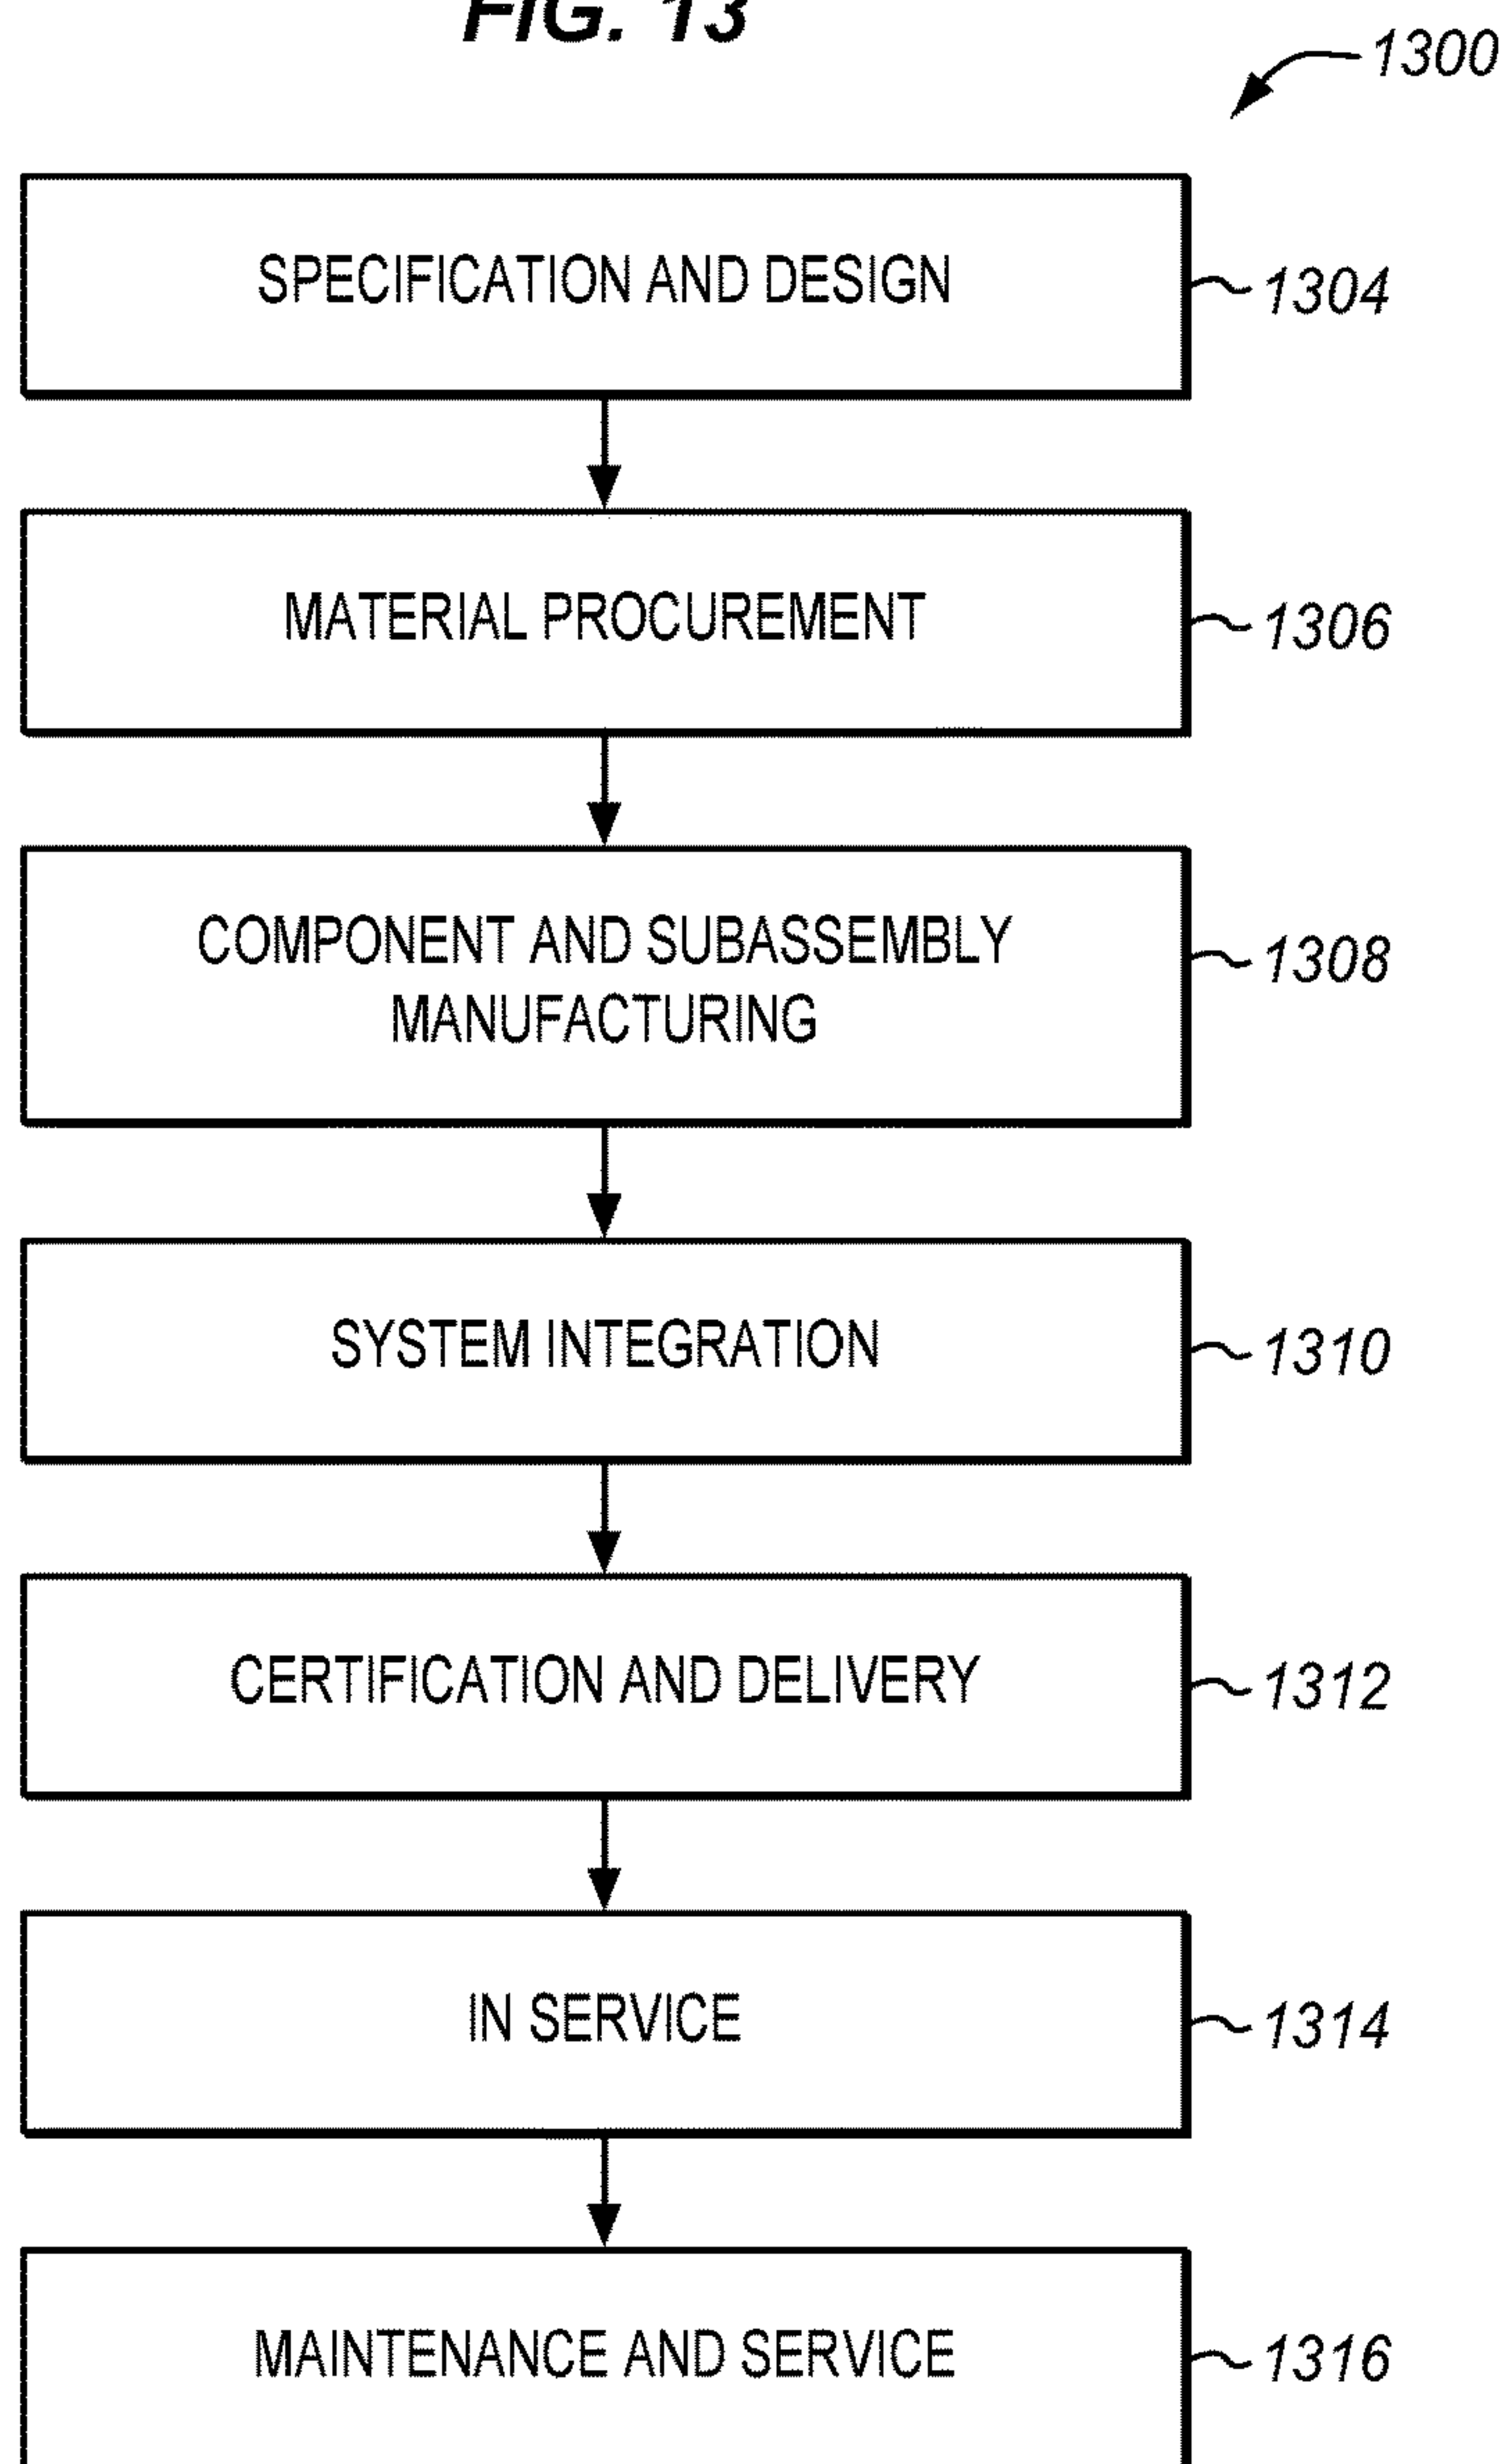 FIG. 13
1300
SPECIFICATION AND DESIGN
1304
MATERIAL PROCUREMENT
1306
COMPONENT AND SUBASSEMBLY
MANUFACTURING
1308
SYSTEM INTEGRATION
1310
CERTIFICATION AND DELIVERY
1312
IN SERVICE
1314
MAINTENANCE AND SERVICE
1316